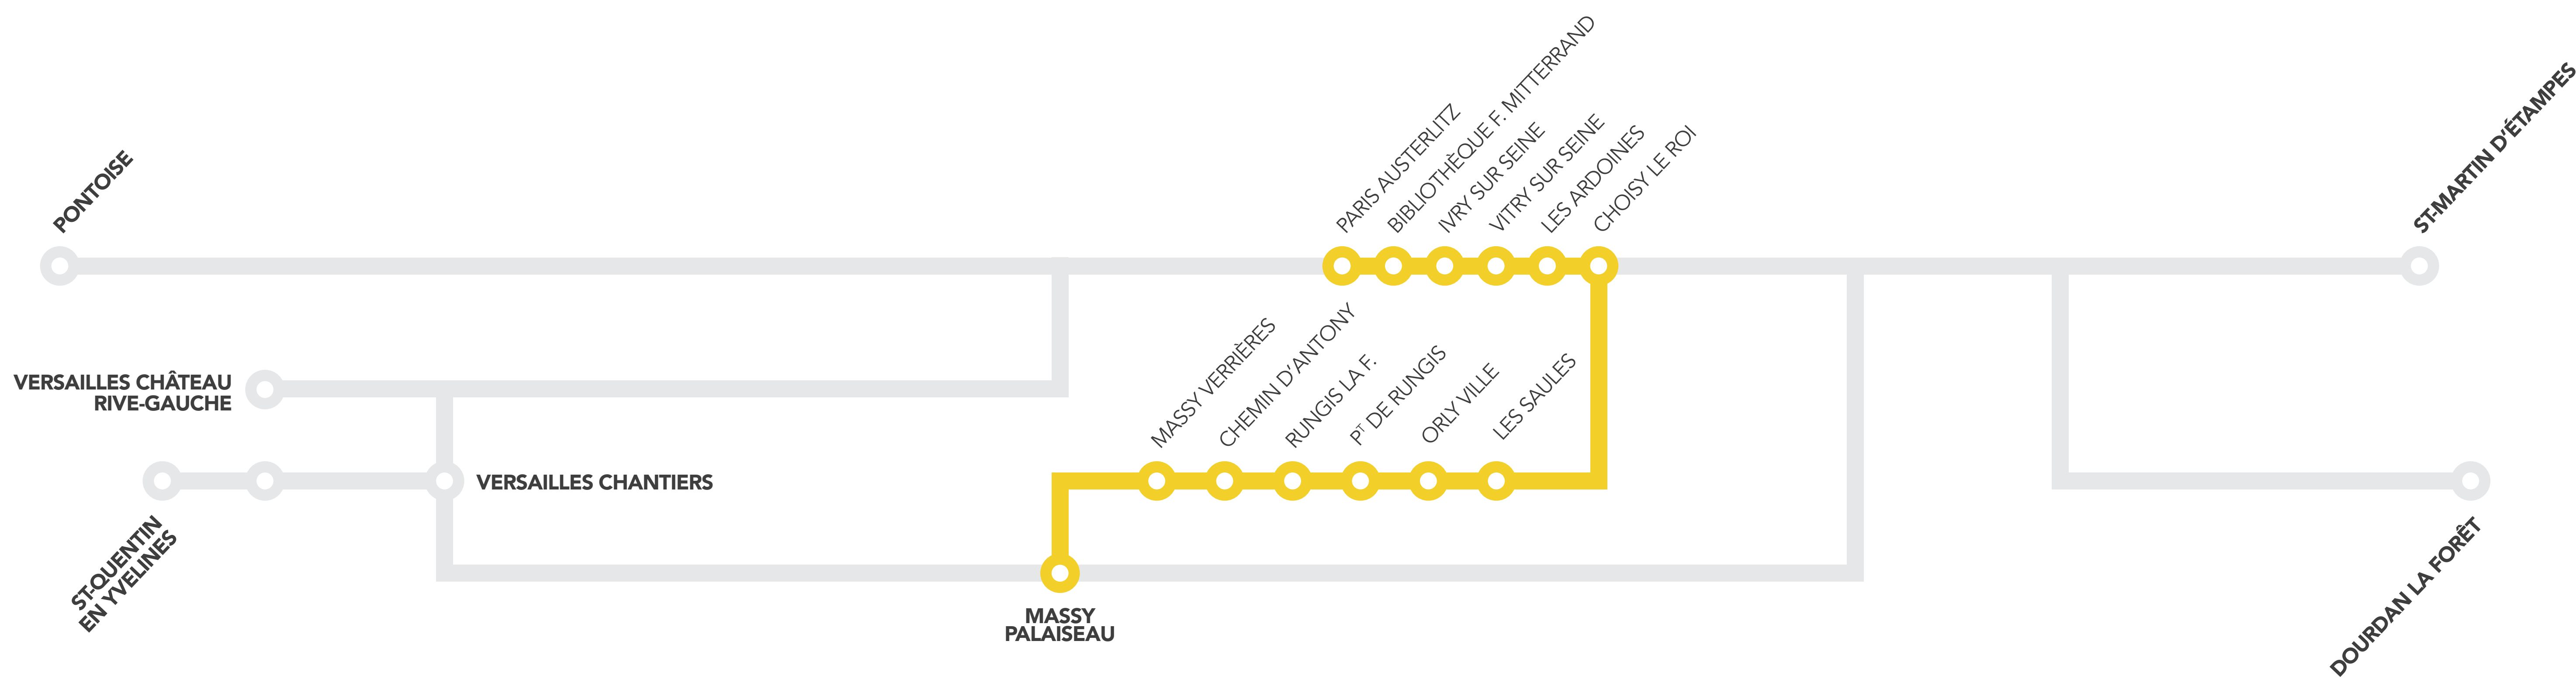 PONTOISE
PARIS AUSTERLITZ
BIBLIOTHÈQUE F. MITTERRAND
IVRY SUR SEINE
VITRY SUR SEINE
LES ARDOINES
CHOISY LE ROI
ST-MARTIN D'ÉTAMPES
VERSAILLES CHÂTEAU
RIVE-GAUCHE
MASSY VERRIÈRES
CHEMIN D'ANTONY
RUNGIS LA F.
PT DE RUNGIS
ORLY VILLE
LES SAULES
VERSAILLES CHANTIERS
ST-QUENTIN
EN YVELINES
MASSY
PALAISEAU
DOURDAN LA FORÊT